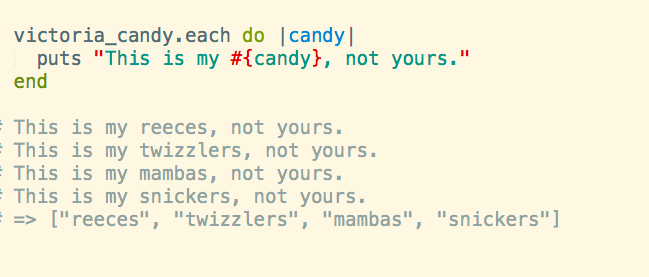 victoria_candy.each do |candy|
  puts "This is my #{candy}, not yours."
end
# This is my reeces, not yours.
# This is my twizzlers, not yours.
# This is my mambas, not yours.
# This is my snickers, not yours.
# => ["reeces", "twizzlers", "mambas", "snickers"]